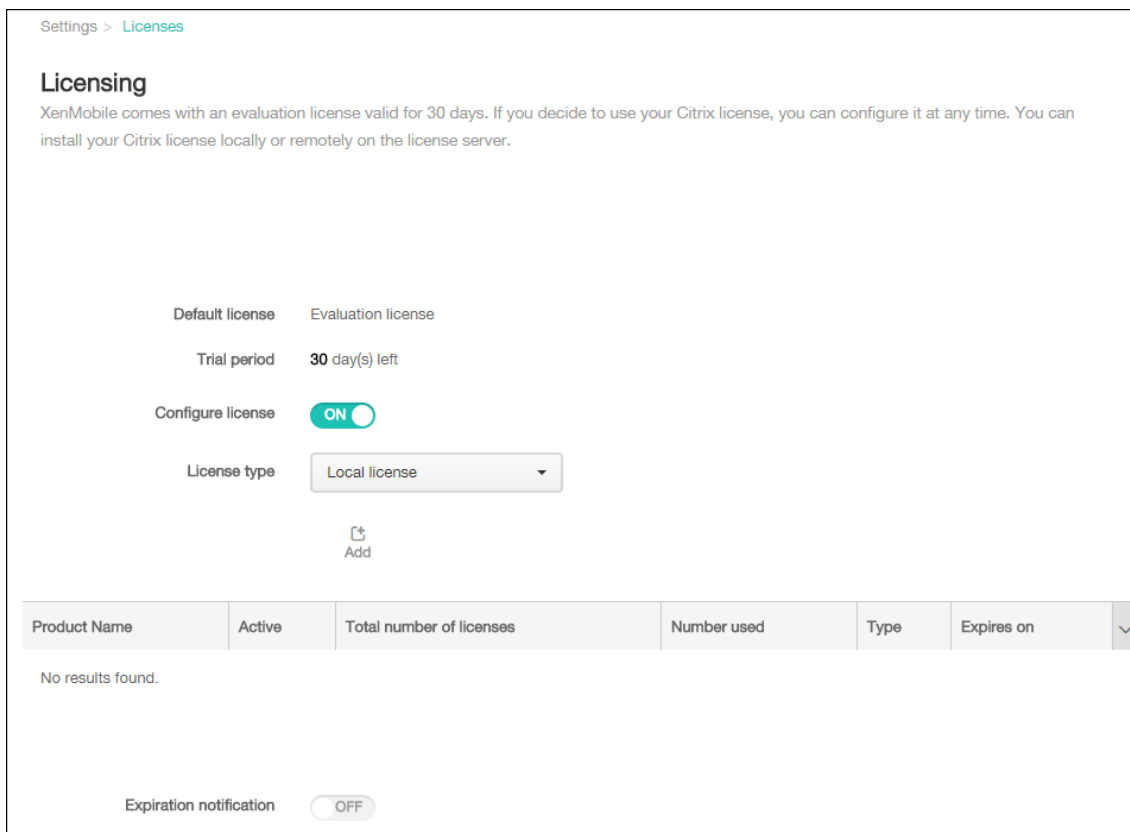 Settings > Licenses
Licensing
XenMobile comes with an evaluation license valid for 30 days. If you decide to use your Citrix license, you can configure it at any time. You can
install your Citrix license locally or remotely on the license server.
Default license Evaluation license
Trial period 30 day(s) left
Configure license ON
License type Local license
Add
Product Name Active Total number of licenses Number used Type Expires on
No results found.
Expiration notification OFF